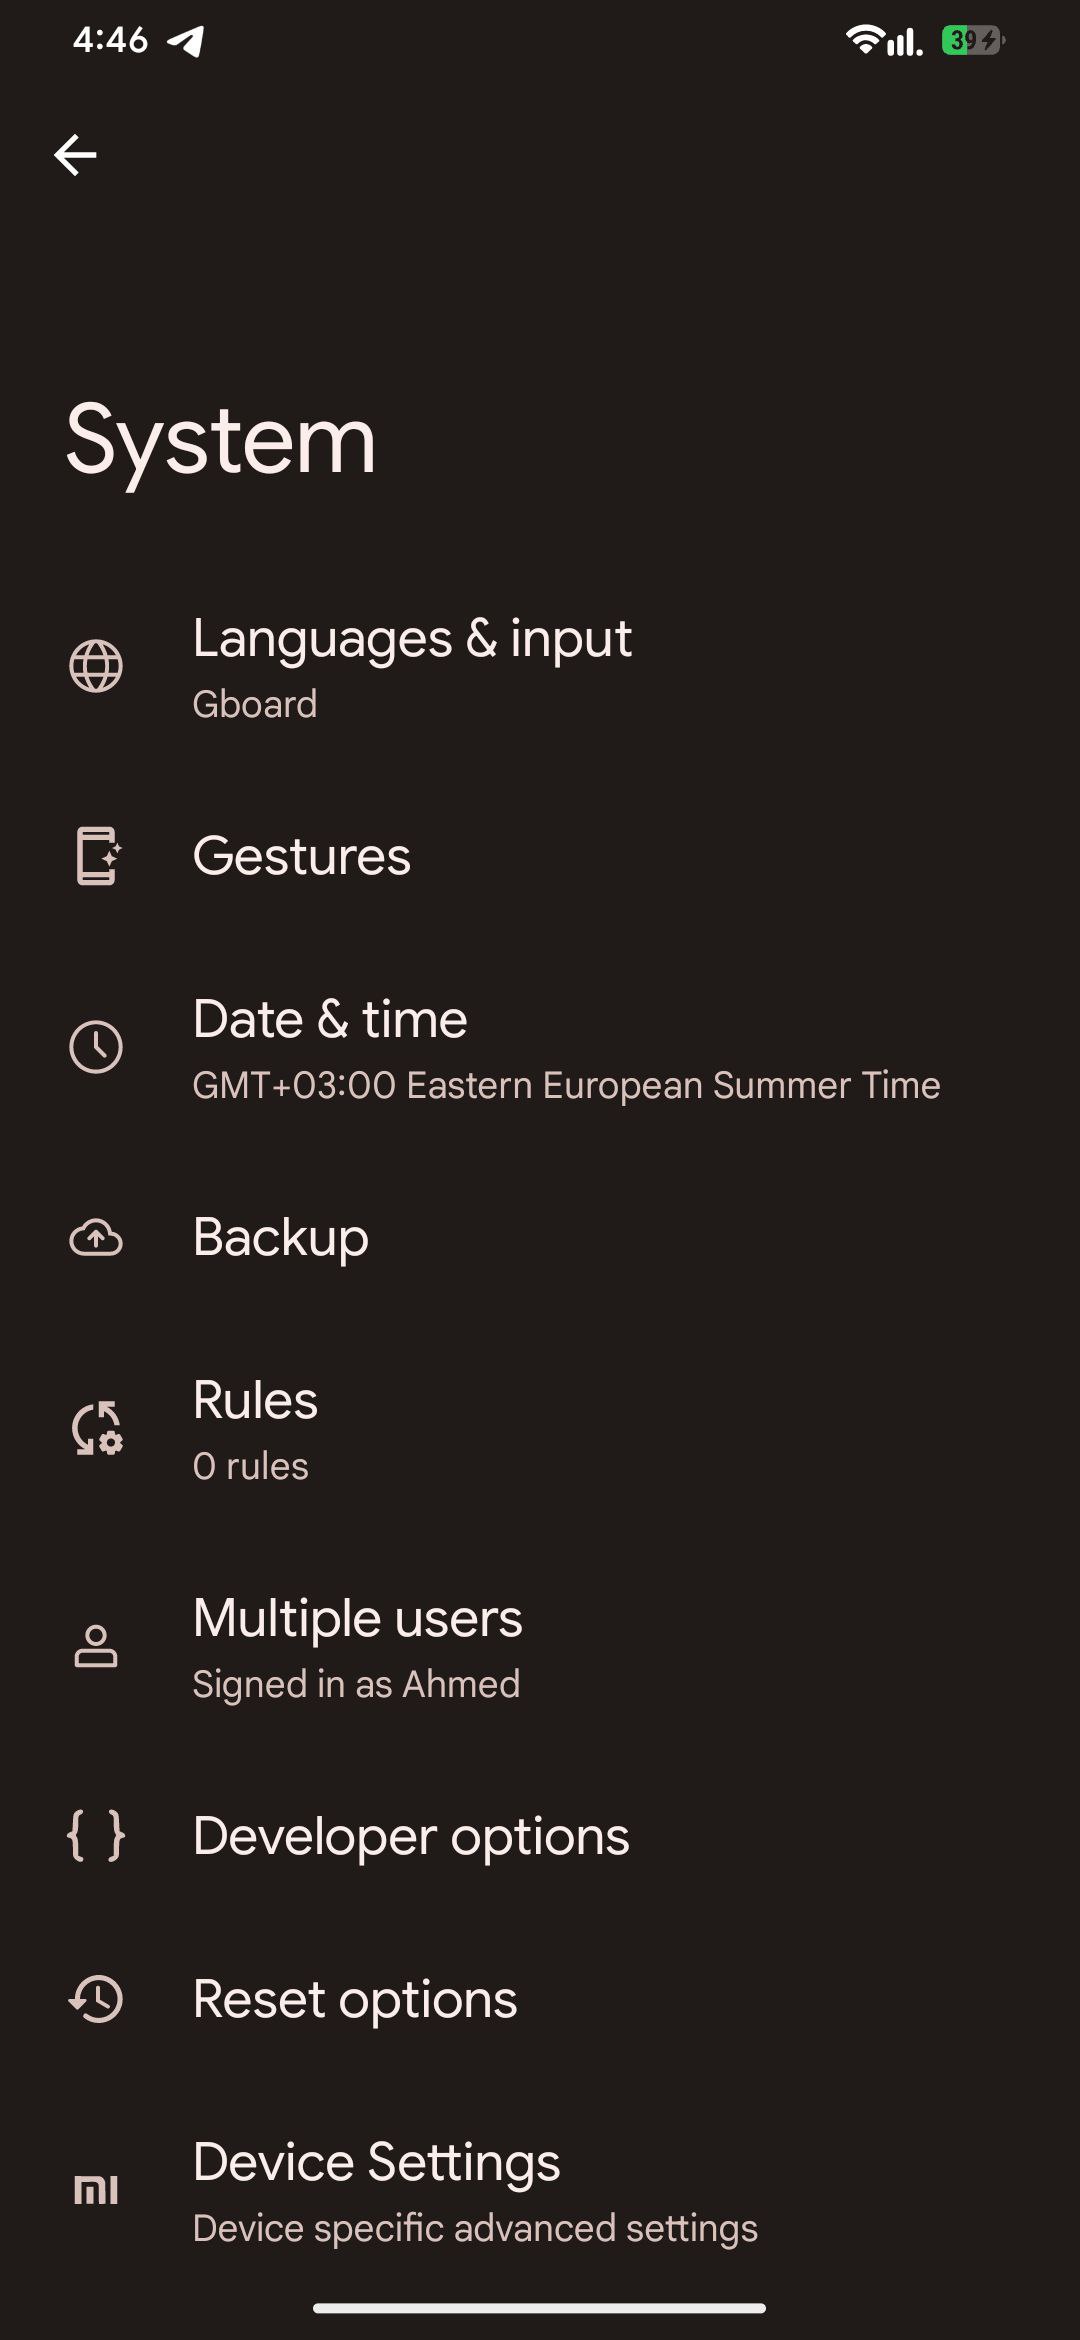 4:46
39
System
Languages & input
Gboard
Gestures
Date & time
GMT+03:00 Eastern European Summer Time
Backup
Rules
0 rules
Multiple users
Signed in as Ahmed
{ } Developer options
Reset options
mi
Device Settings
Device specific advanced settings